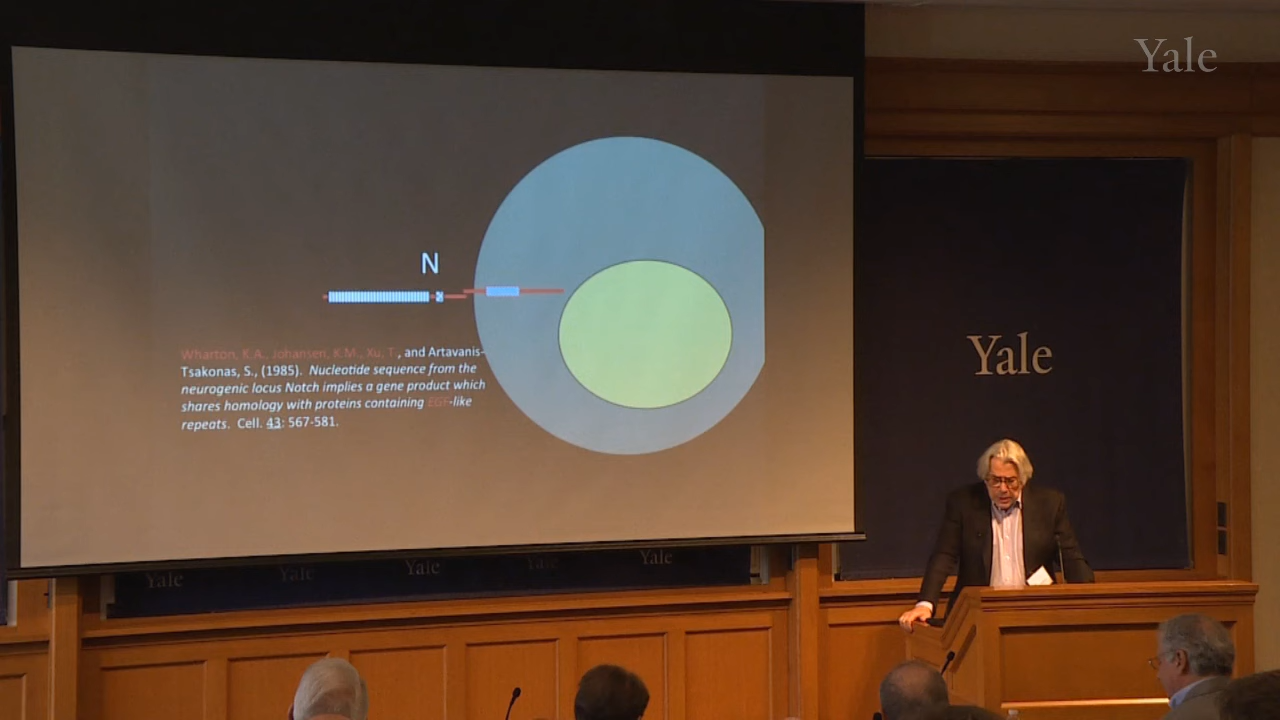 Yale
N
Wharton, K.A., Johansen, K.M., Xu, T., and Artavanis-
Tsakonas, S., (1985). Nucleotide sequence from the
neurogenic locus Notch implies a gene product which
shares homology with proteins containing EGF-like
repeats. Cell. 43: 567-581.
Yale
Yale Yale Yale Yale Yale